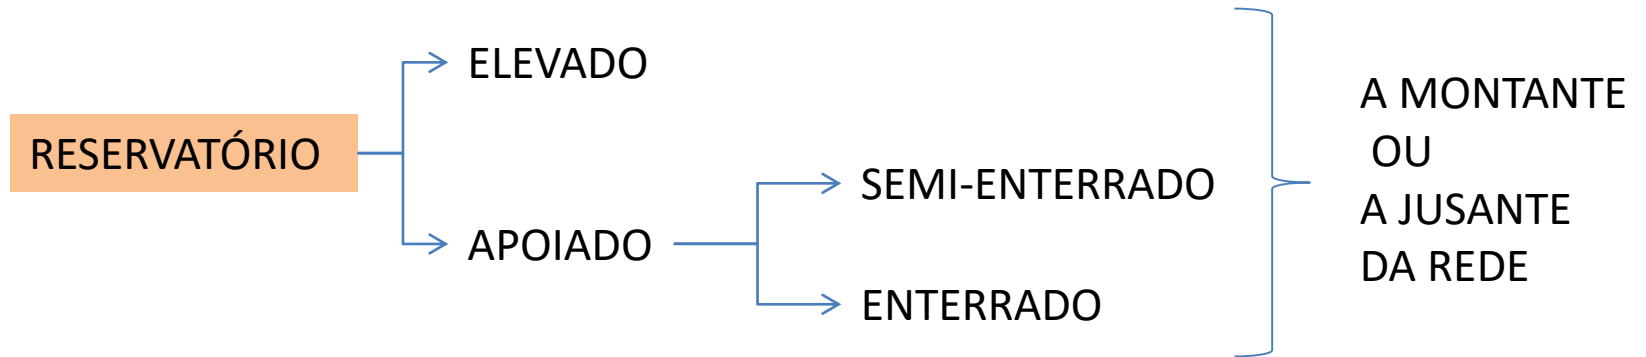 RESERVATÓRIO
ELEVADO
APOIADO
SEMI-ENTERRADO
ENTERRADO
A MONTANTE
OU
A JUSANTE
DA REDE